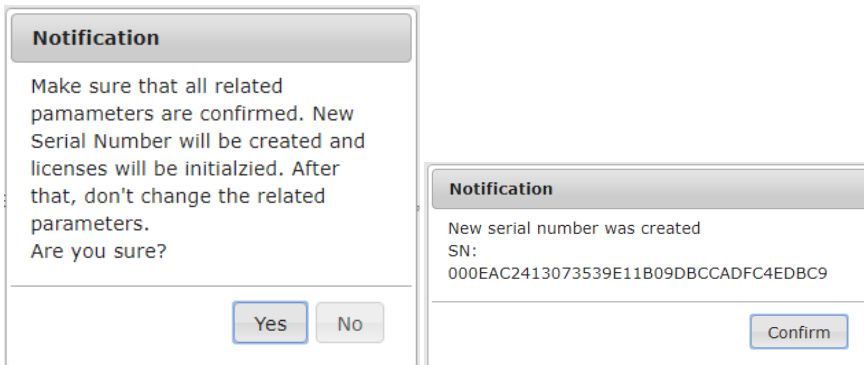 Notification
Make sure that all related
pamameters are confirmed. New
Serial Number will be created and
licenses will be initialzied. After
that, don't change the related
parameters.
Are you sure?
Yes
No
Notification
New serial number was created
SN:
000EAC2413073539E11B09DBCCADFC4EDBC9
Confirm